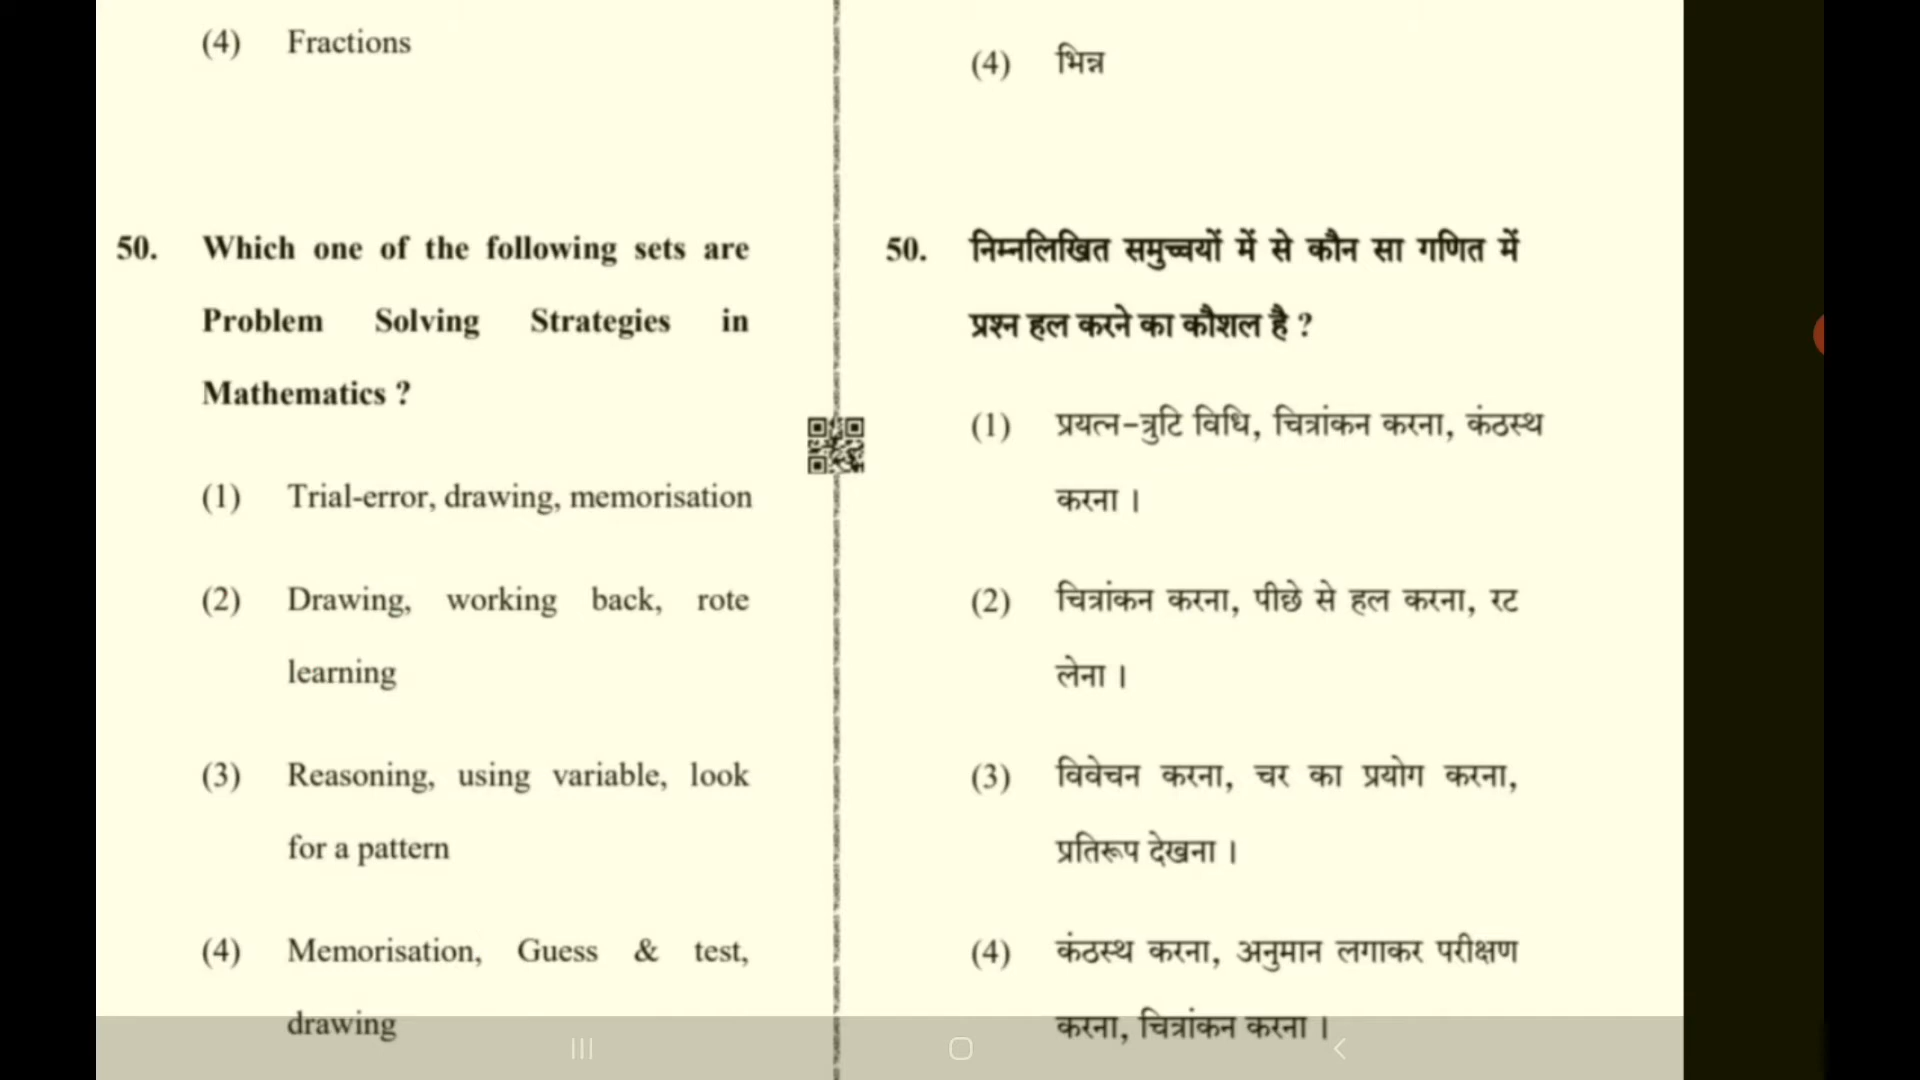 (4) Fractions
50. Which one of the following sets are
Problem Solving Strategies in
Mathematics ?
(1) Trial-error, drawing, memorisation
(2) Drawing, working back, rote
learning
(3) Reasoning, using variable, look
for a pattern
(4) Memorisation, Guess & test,
drawing
(4) भिन्न
50. निम्नलिखित समुच्चयों में से कौन सा गणित में
प्रश्न हल करने का कौशल है ?
(1) प्रयत्न-त्रुटि विधि, चित्रांकन करना, कंठस्थ
करना ।
(2) चित्रांकन करना, पीछे से हल करना, रट
लेना ।
(3) विवेचन करना, चर का प्रयोग करना,
प्रतिरूप देखना ।
(4) कंठस्थ करना, अनुमान लगाकर परीक्षण
करना, चित्रांकन करना ।